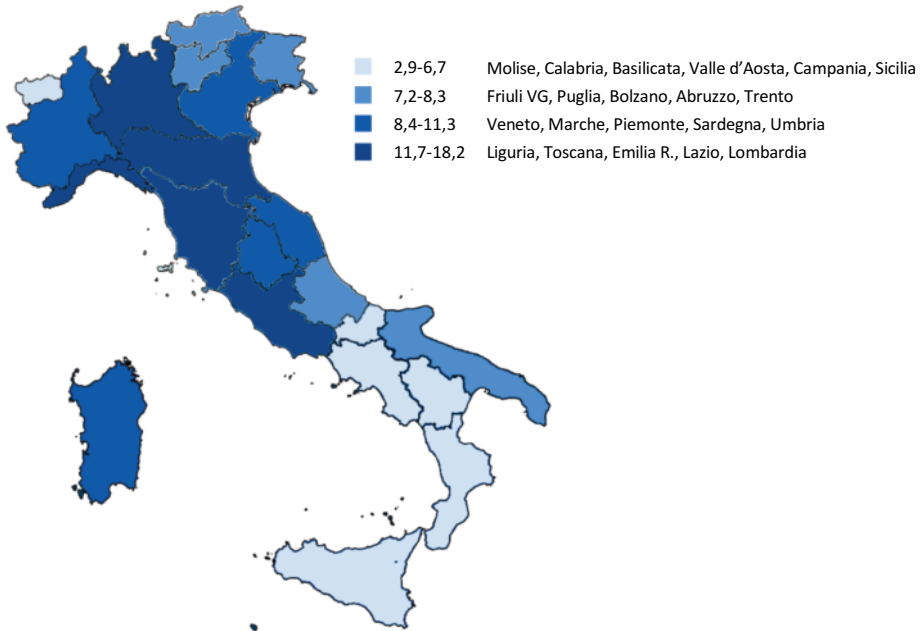 2,9-6,7 Molise, Calabria, Basilicata, Valle d'Aosta, Campania, Sicilia
7,2-8,3 Friuli VG, Puglia, Bolzano, Abruzzo, Trento
8,4-11,3 Veneto, Marche, Piemonte, Sardegna, Umbria
11,7-18,2 Liguria, Toscana, Emilia R., Lazio, Lombardia